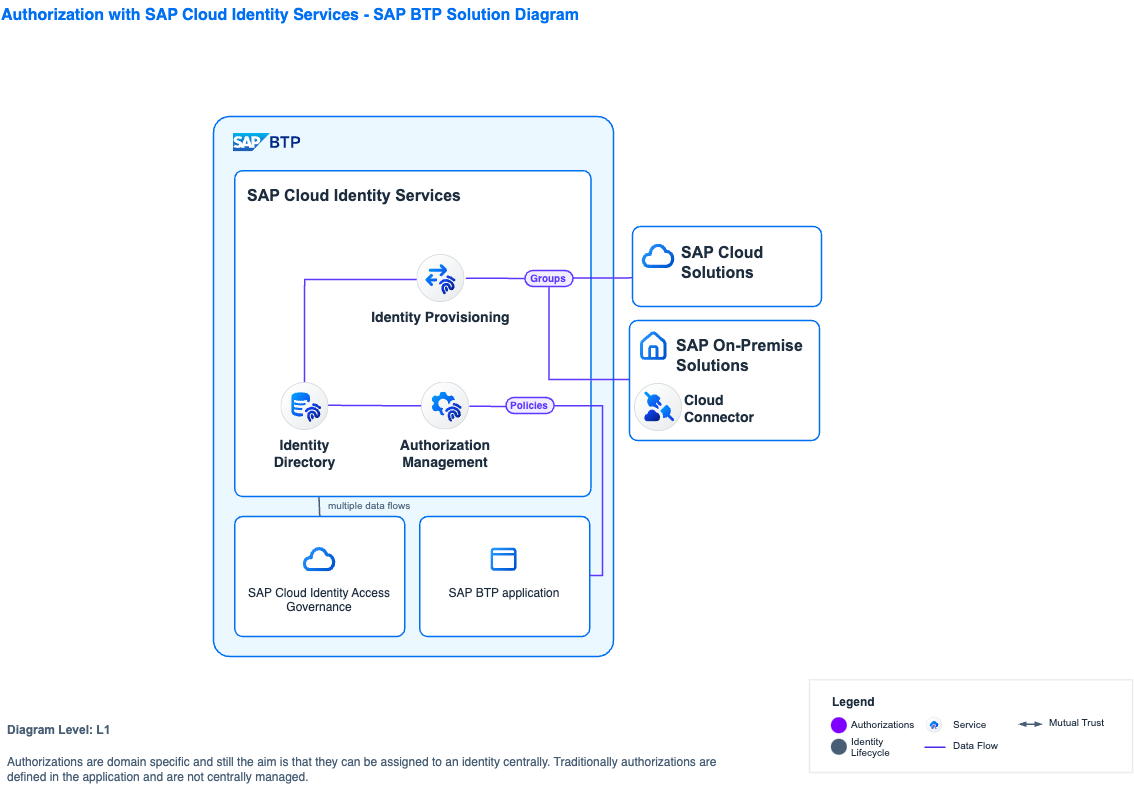 Authorization with SAP Cloud Identity Services - SAP BTP Solution Diagram
SAP BTP
SAP Cloud Identity Services
Identity Provisioning
Groups
SAP Cloud
Solutions
SAP On-Premise
Solutions
Cloud
Connector
Identity
Directory
Authorization
Management
Policies
multiple data flows
SAP Cloud Identity Access
Governance
SAP BTP application
Legend
Authorizations
Service
Mutual Trust
Identity
Lifecycle
Data Flow
Diagram Level: L1
Authorizations are domain specific and still the aim is that they can be assigned to an identity centrally. Traditionally authorizations are
defined in the application and are not centrally managed.